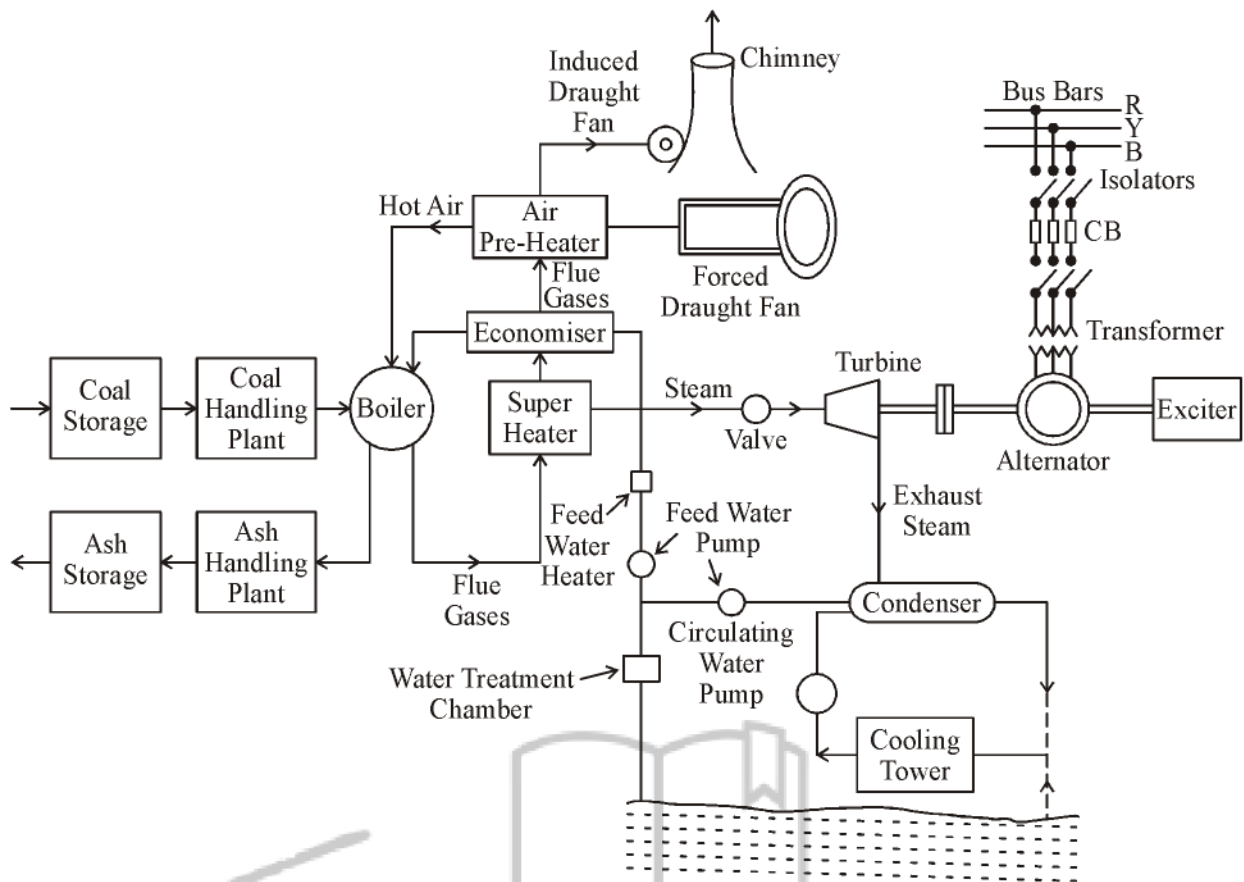 Chimney
Induced
Draught
Fan
Bus Bars
R
Y
B
Isolators
CB
Hot Air
Air
Pre-Heater
Forced
Draught Fan
Flue
Gases
Economiser
Transformer
Turbine
Coal
Storage
Coal
Handling
Plant
Boiler
Super
Heater
Steam
Valve
Alternator
Exciter
Exhaust
Steam
Ash
Storage
Ash
Handling
Plant
Flue
Gases
Feed
Water
Heater
Feed Water
Pump
Condenser
Circulating
Water
Pump
Water Treatment
Chamber
Cooling
Tower